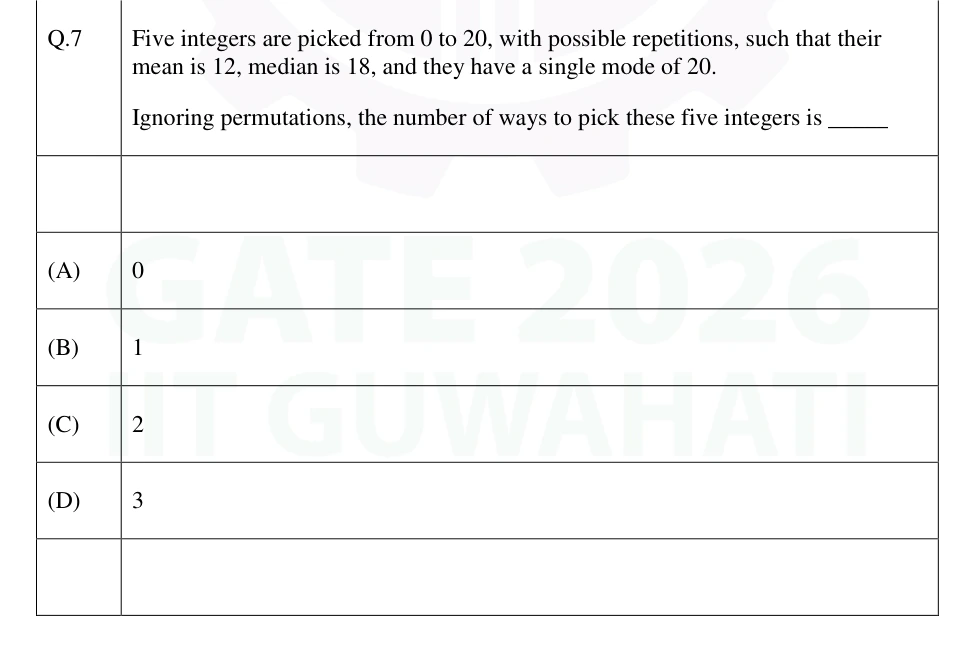 Q.7 Five integers are picked from 0 to 20, with possible repetitions, such that their
mean is 12, median is 18, and they have a single mode of 20.
Ignoring permutations, the number of ways to pick these five integers is _____
(A) 0
(B) 1
(C) 2
(D) 3
GATE 2026
IIT GUWAHATI